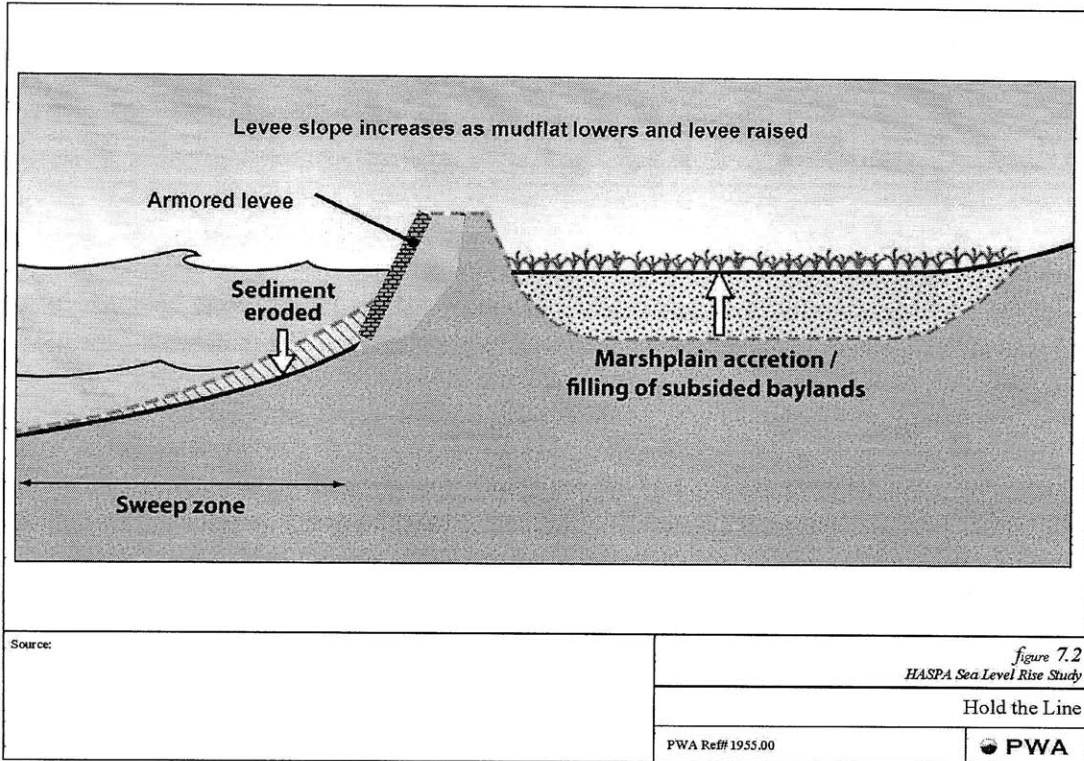 Levee slope increases as mudflat lowers and levee raised
Armored levee
Sediment
eroded
Marshplain accretion /
filling of subsided baylands
Sweep zone
Source:
figure 7.2
HASPA Sea Level Rise Study
Hold the Line
PWA Ref# 1955.00
PWA